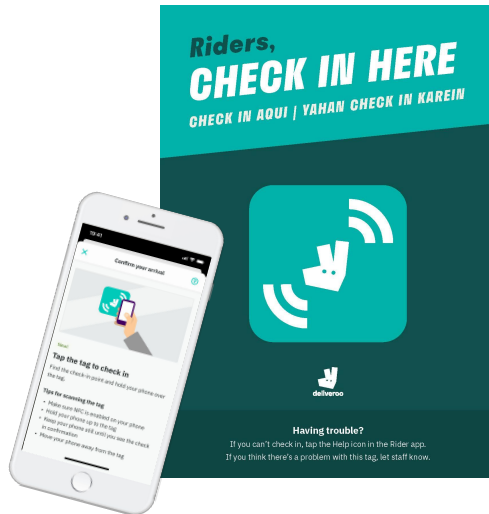 Riders,
CHECK IN HERE
CHECK IN AQUI | YAHAN CHECK IN KAREIN
deliveroo
Having trouble?
If you can't check in, tap the Help icon in the Rider app.
If you think there's a problem with this tag, let staff know.
19:41
Confirm your arrival
New!
Tap the tag to check in
Find the check-in point and hold your phone over
the tag.
Tips for scanning the tag
• Make sure NFC is enabled on your phone
• Hold your phone up to the tag
• Keep your phone still until you see the check
in confirmation
• Move your phone away from the tag